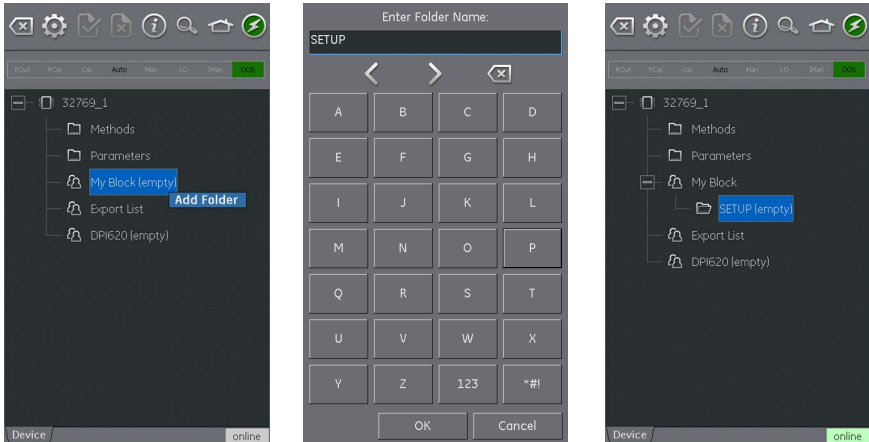 ROut RCas Cas Auto Man LO IMan OOS
32769_1
Methods
Parameters
My Block (empty)
Add Folder
Export List
DPI620 (empty)
Device
online
Enter Folder Name:
SETUP
A B C D
E F G H
I J K L
M N O P
Q R S T
U V W X
Y Z 123 *#!
OK Cancel
ROut RCas Cas Auto Man LO IMan OOS
32769_1
Methods
Parameters
My Block
SETUP (empty)
Export List
DPI620 (empty)
Device
online